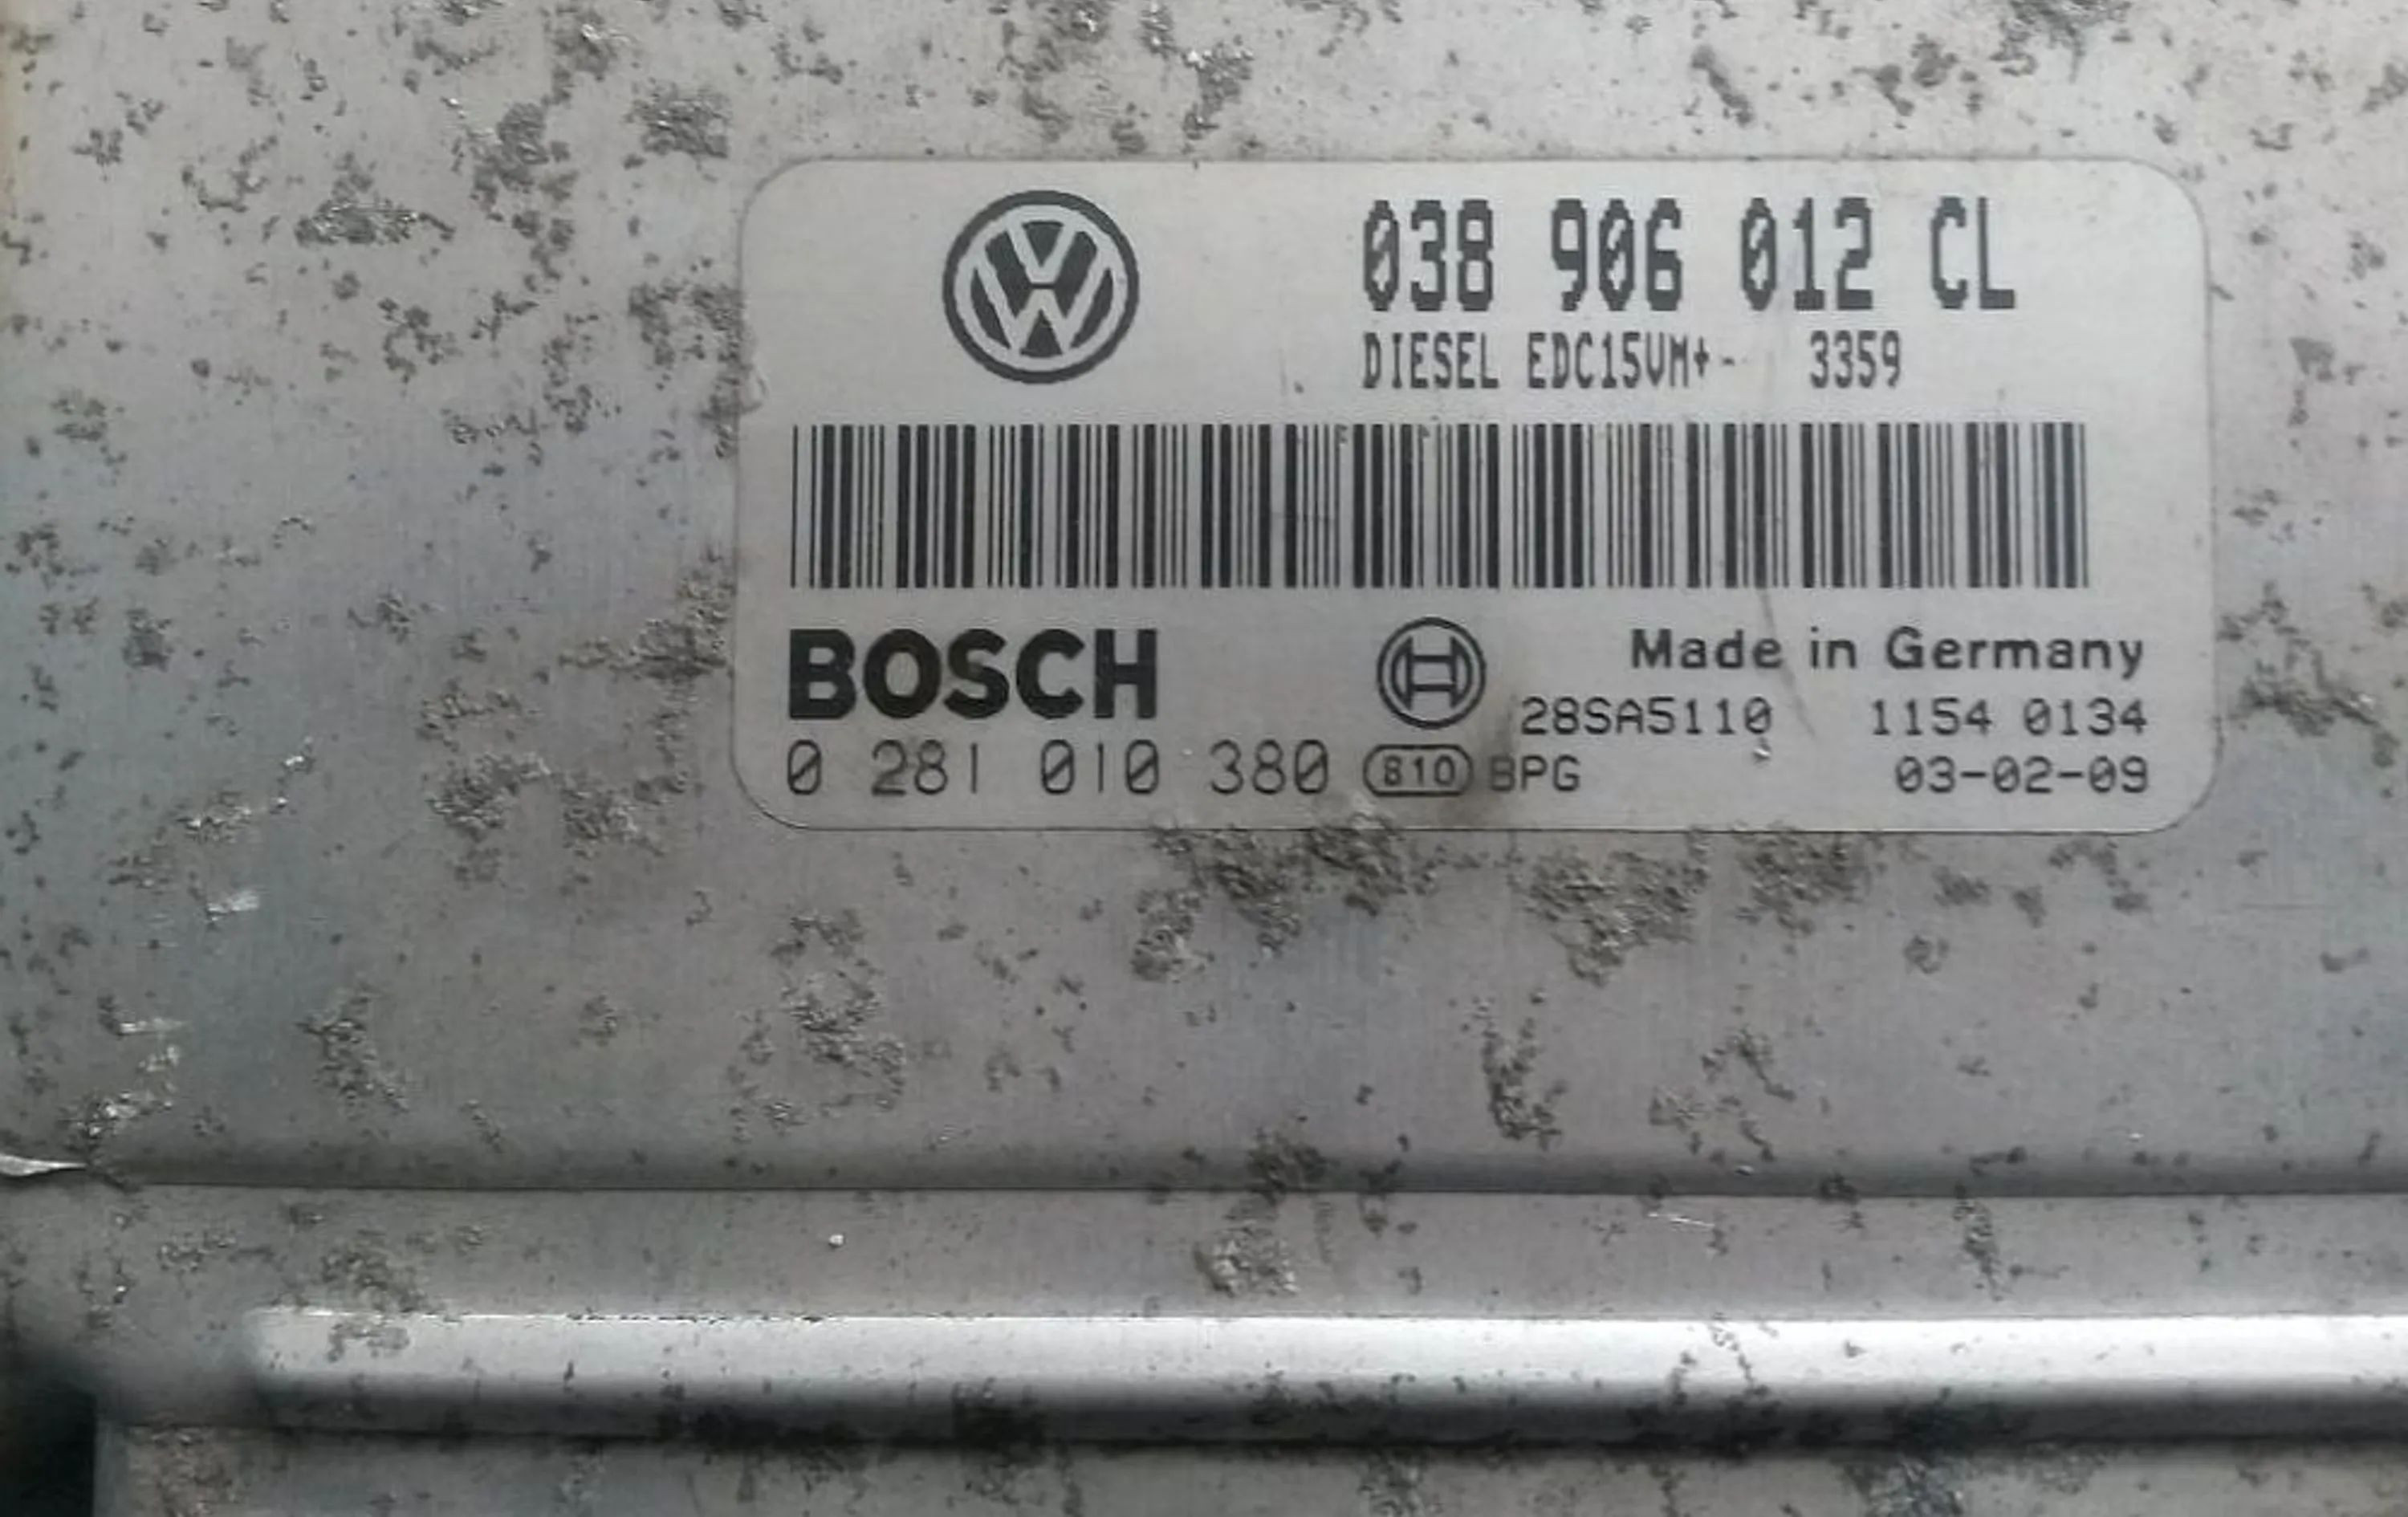 038 906 012 CL
DIESEL EDC15VM+- 3359
BOSCH
Made in Germany
28SA5110 1154 0134
0 281 010 380 810 BPG 03-02-09